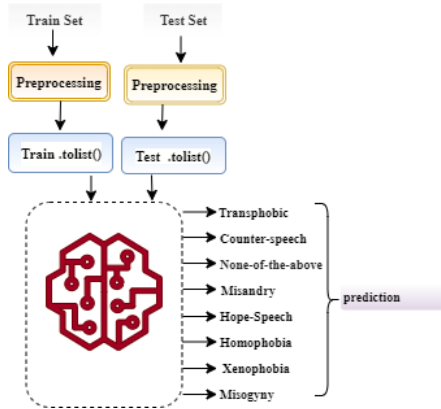 Train Set
Test Set
Preprocessing
Preprocessing
Train .tolist()
Test .tolist()
Transphobic
Counter-speech
None-of-the-above
Misandry
Hope-Speech
Homophobia
Xenophobia
Misogyny
prediction